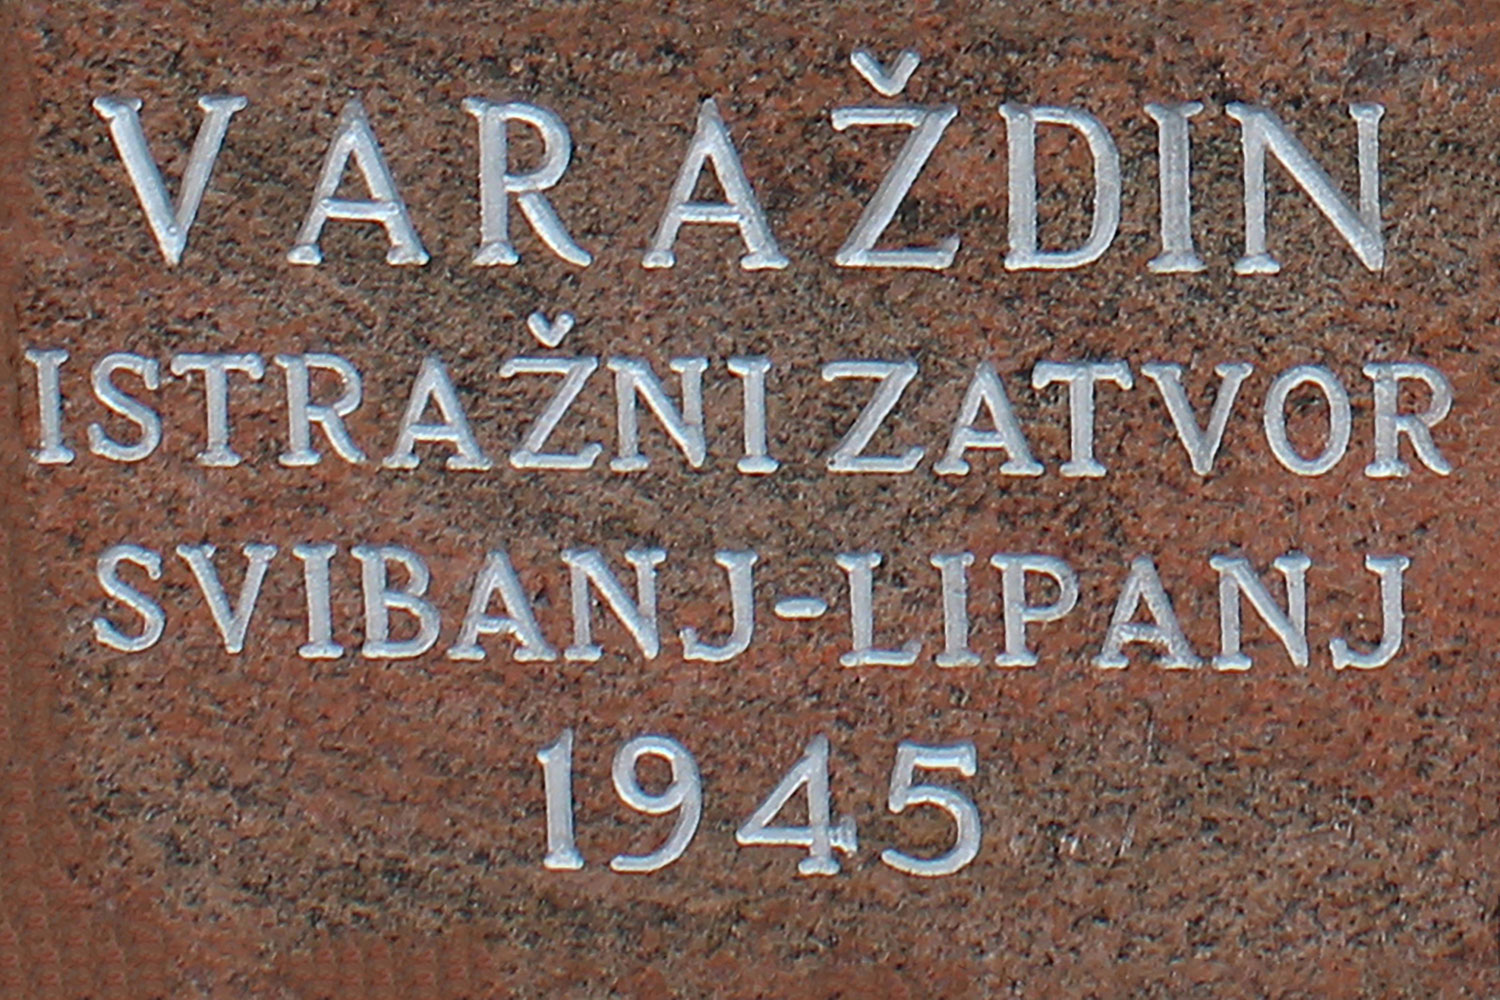 VARAŽDIN
ISTRAŽNI ZATVOR
SVIBANJ-LIPANJ
1945